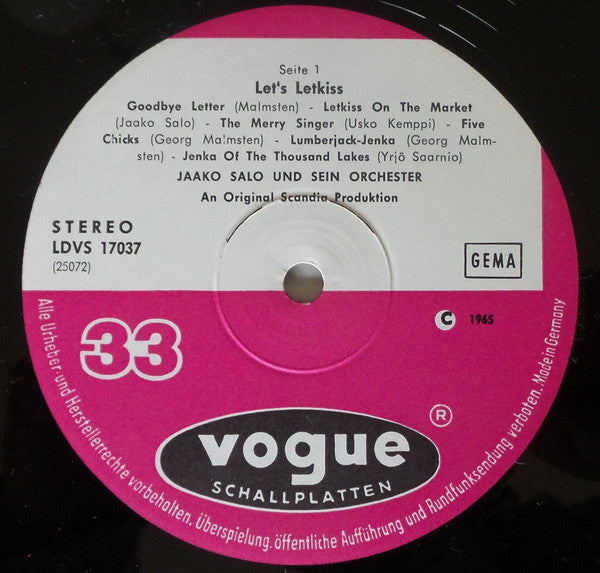 Seite 1
Let's Letkiss
Goodbye Letter (Malmsten) - Letkiss On The Market
(Jaako Salo) - The Merry Singer (Usko Kemppi) - Five
Chicks (Georg Malmsten) - Lumberjack-Jenka (Georg Malm-
sten) - Jenka Of The Thousand Lakes (Yrjö Saarnio)
JAAKO SALO UND SEIN ORCHESTER
An Original Scandia Produktion
STEREO
LDVS 17037
(25072)
GEMA
C 1965
33
vogue ®
SCHALLPLATTEN
Alle Urheber- und Herstellerrechte vorbehalten. Überspielung, öffentliche Aufführung und Rundfunksendung verboten. Made in Germany